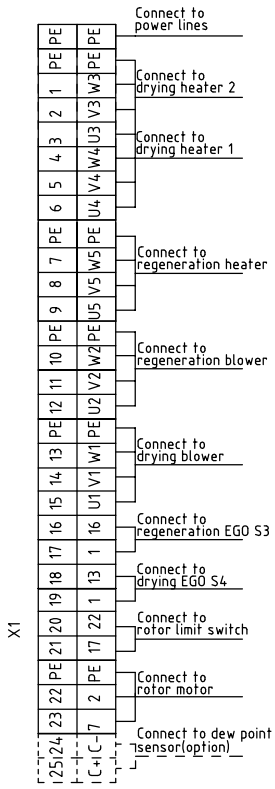 Connect to
power lines
PE PE
PE PE
1 W3
2 V3
3 U3
Connect to
drying heater 2
4 W4
5 V4
6 U4
Connect to
drying heater 1
PE PE
7 W5
8 V5
9 U5
Connect to
regeneration heater
PE PE
10 W2
11 V2
12 U2
Connect to
regeneration blower
PE PE
13 W1
14 V1
15 U1
Connect to
drying blower
16 16
17 1
Connect to
regeneration EGO S3
18 13
19 1
Connect to
drying EGO S4
20 22
21 17
Connect to
rotor limit switch
PE PE
22 2
23 7
Connect to
rotor motor
24 C-
25 C+
Connect to dew point
sensor(option)
X1